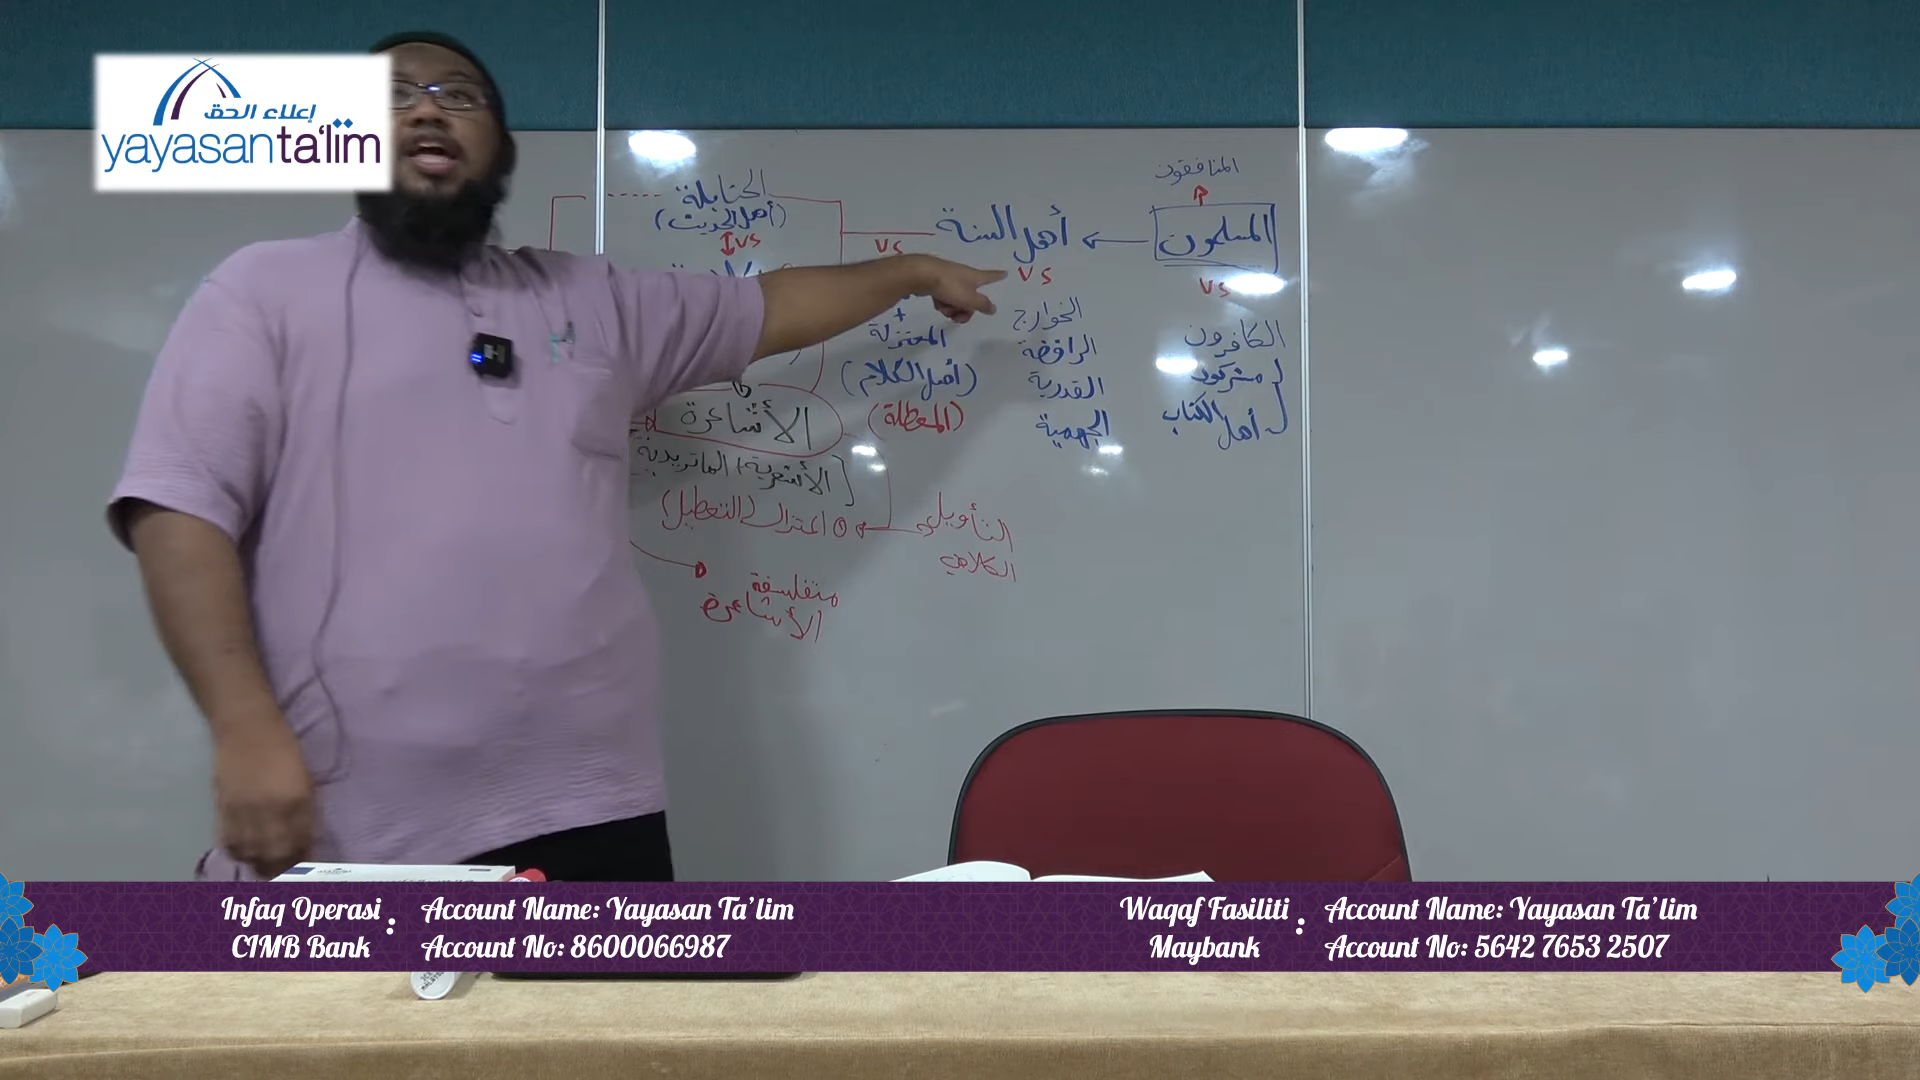 إعلاء الحق
yayasanta'lim
المنافقون
المسلمون
أهل السنة
vs
الحنابلة
(أهل الحديث)
vs
vs
vs
الكافرون
مشركون
أهل الكتاب
الخوارج
الرافضة
القدرية
الجهمية
+
المعتزلة
(أهل الكلام)
(المعطلة)
الأشاعرة
الأشعرية + الماتريدية
① اعتزال (التعطيل)
التأويل
الكلامي
متفلسفة
الأشاعرة
Infaq Operasi : Account Name: Yayasan Ta'lim
CIMB Bank Account No: 8600066987
Waqaf Fasiliti : Account Name: Yayasan Ta'lim
Maybank Account No: 5642 7653 2507